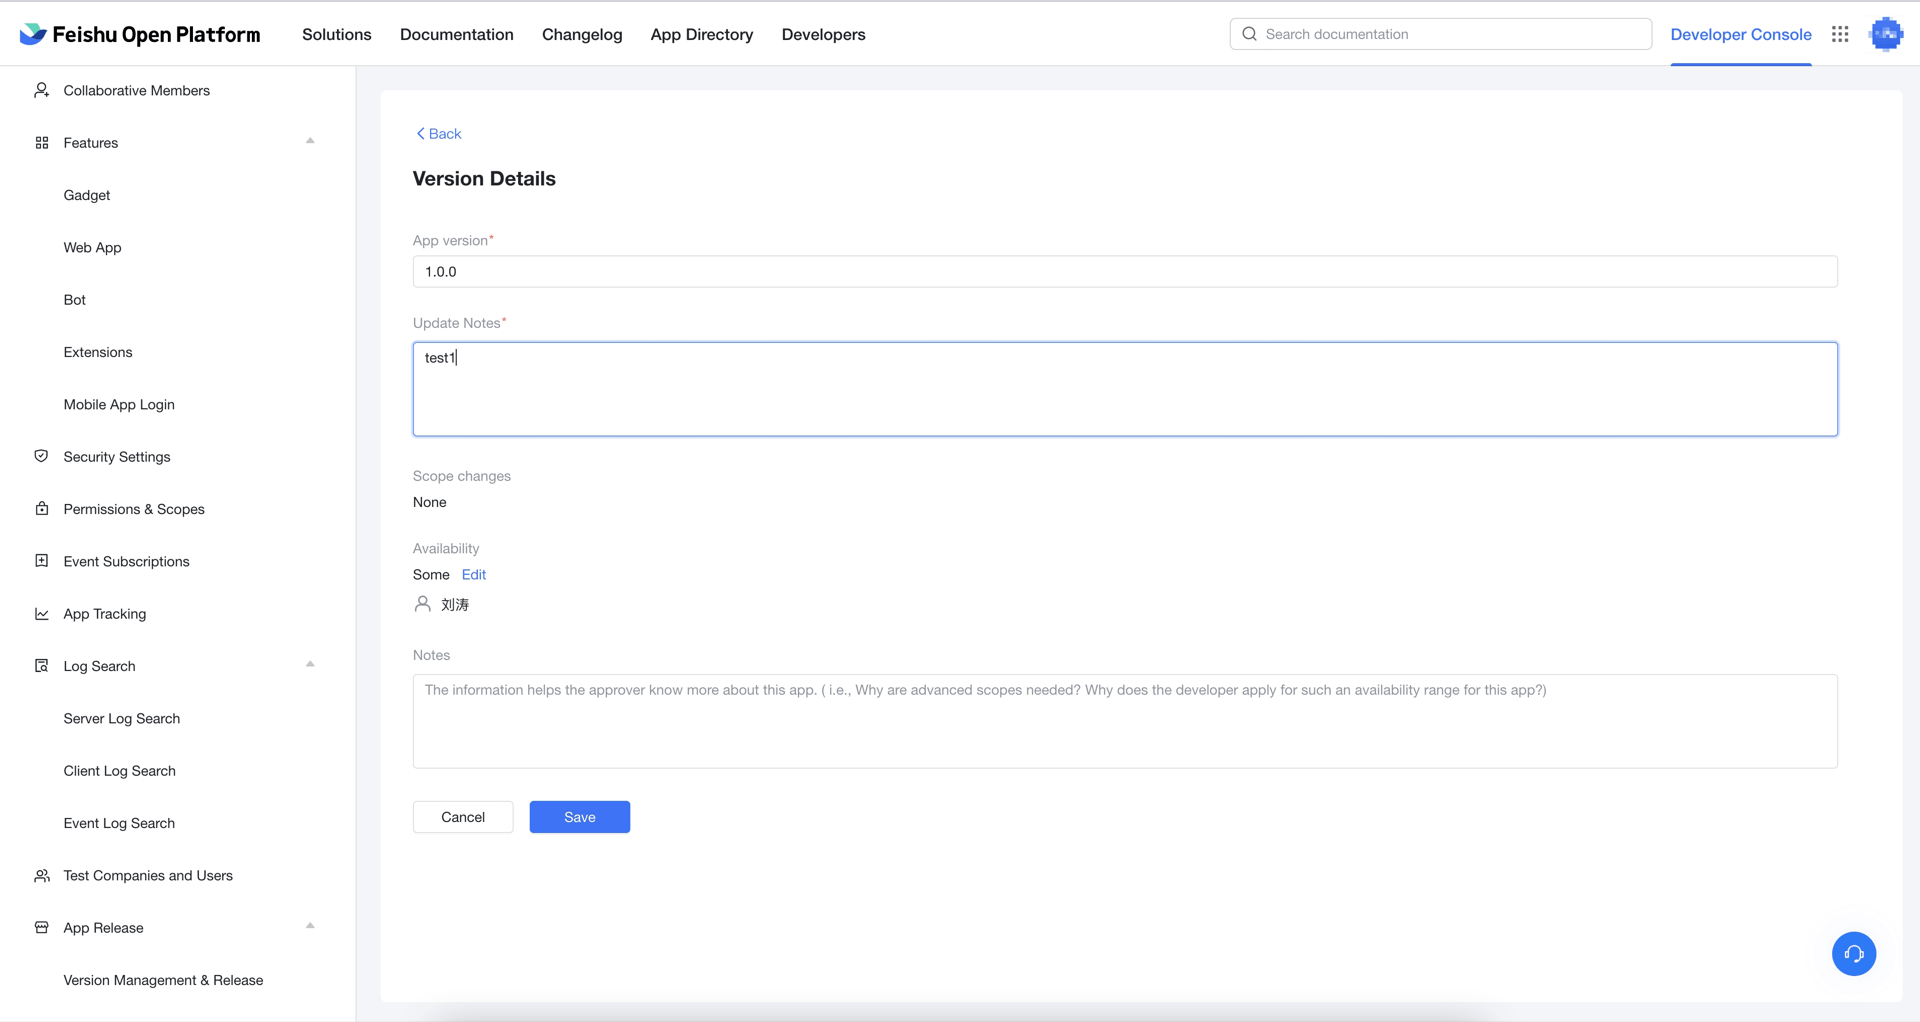 Feishu Open Platform
Solutions
Documentation
Changelog
App Directory
Developers
Search documentation
Developer Console
Collaborative Members
Features
Gadget
Web App
Bot
Extensions
Mobile App Login
Security Settings
Permissions & Scopes
Event Subscriptions
App Tracking
Log Search
Server Log Search
Client Log Search
Event Log Search
Test Companies and Users
App Release
Version Management & Release
Back
Version Details
App version*
1.0.0
Update Notes*
test1
Scope changes
None
Availability
Some Edit
刘涛
Notes
The information helps the approver know more about this app. ( i.e., Why are advanced scopes needed? Why does the developer apply for such an availability range for this app?)
Cancel
Save